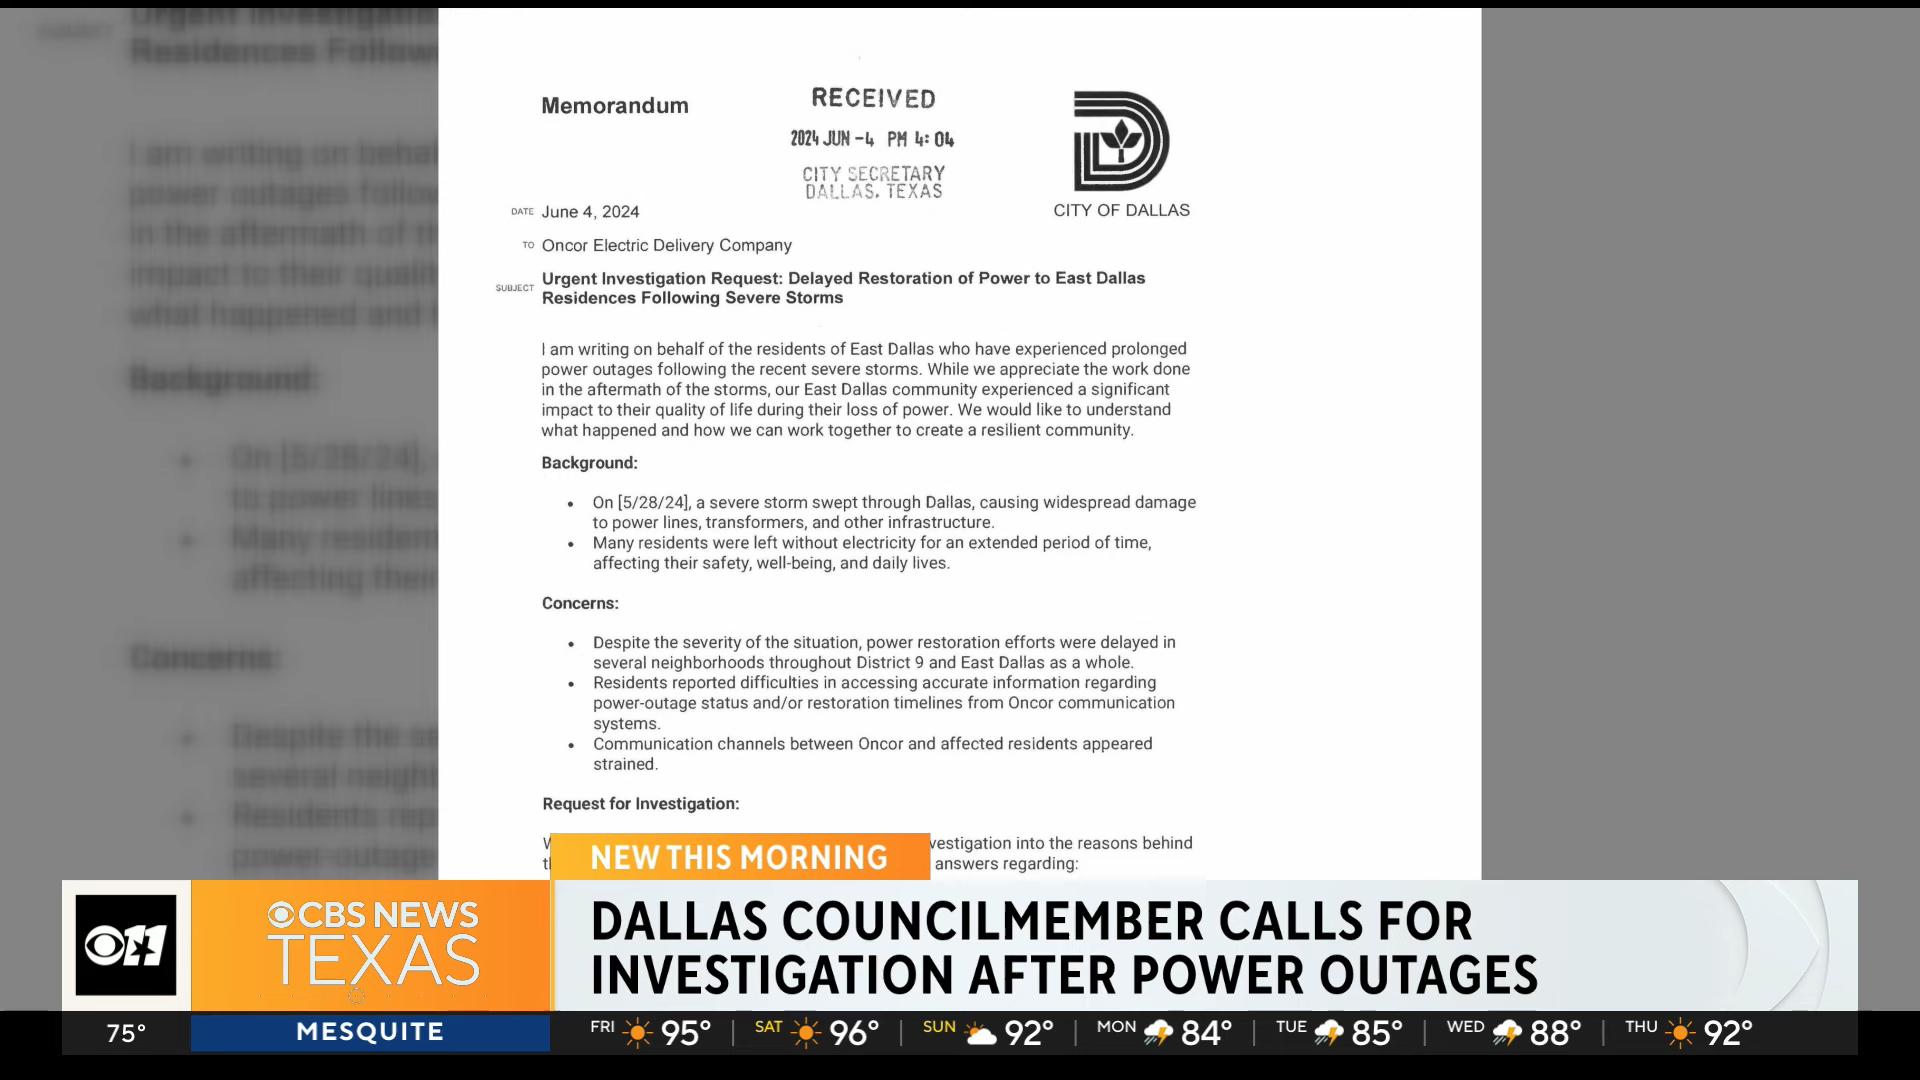 Memorandum
RECEIVED
2024 JUN -4 PM 4: 04
CITY SECRETARY
DALLAS, TEXAS
CITY OF DALLAS
DATE June 4, 2024
TO Oncor Electric Delivery Company
SUBJECT Urgent Investigation Request: Delayed Restoration of Power to East Dallas
Residences Following Severe Storms
I am writing on behalf of the residents of East Dallas who have experienced prolonged
power outages following the recent severe storms. While we appreciate the work done
in the aftermath of the storms, our East Dallas community experienced a significant
impact to their quality of life during their loss of power. We would like to understand
what happened and how we can work together to create a resilient community.
Background:
• On [5/28/24], a severe storm swept through Dallas, causing widespread damage
to power lines, transformers, and other infrastructure.
• Many residents were left without electricity for an extended period of time,
affecting their safety, well-being, and daily lives.
Concerns:
• Despite the severity of the situation, power restoration efforts were delayed in
several neighborhoods throughout District 9 and East Dallas as a whole.
• Residents reported difficulties in accessing accurate information regarding
power-outage status and/or restoration timelines from Oncor communication
systems.
• Communication channels between Oncor and affected residents appeared
strained.
Request for Investigation:
vestigation into the reasons behind
answers regarding:
NEW THIS MORNING
11
CBS NEWS
TEXAS
DALLAS COUNCILMEMBER CALLS FOR
INVESTIGATION AFTER POWER OUTAGES
75° MESQUITE FRI 95° SAT 96° SUN 92° MON 84° TUE 85° WED 88° THU 92°